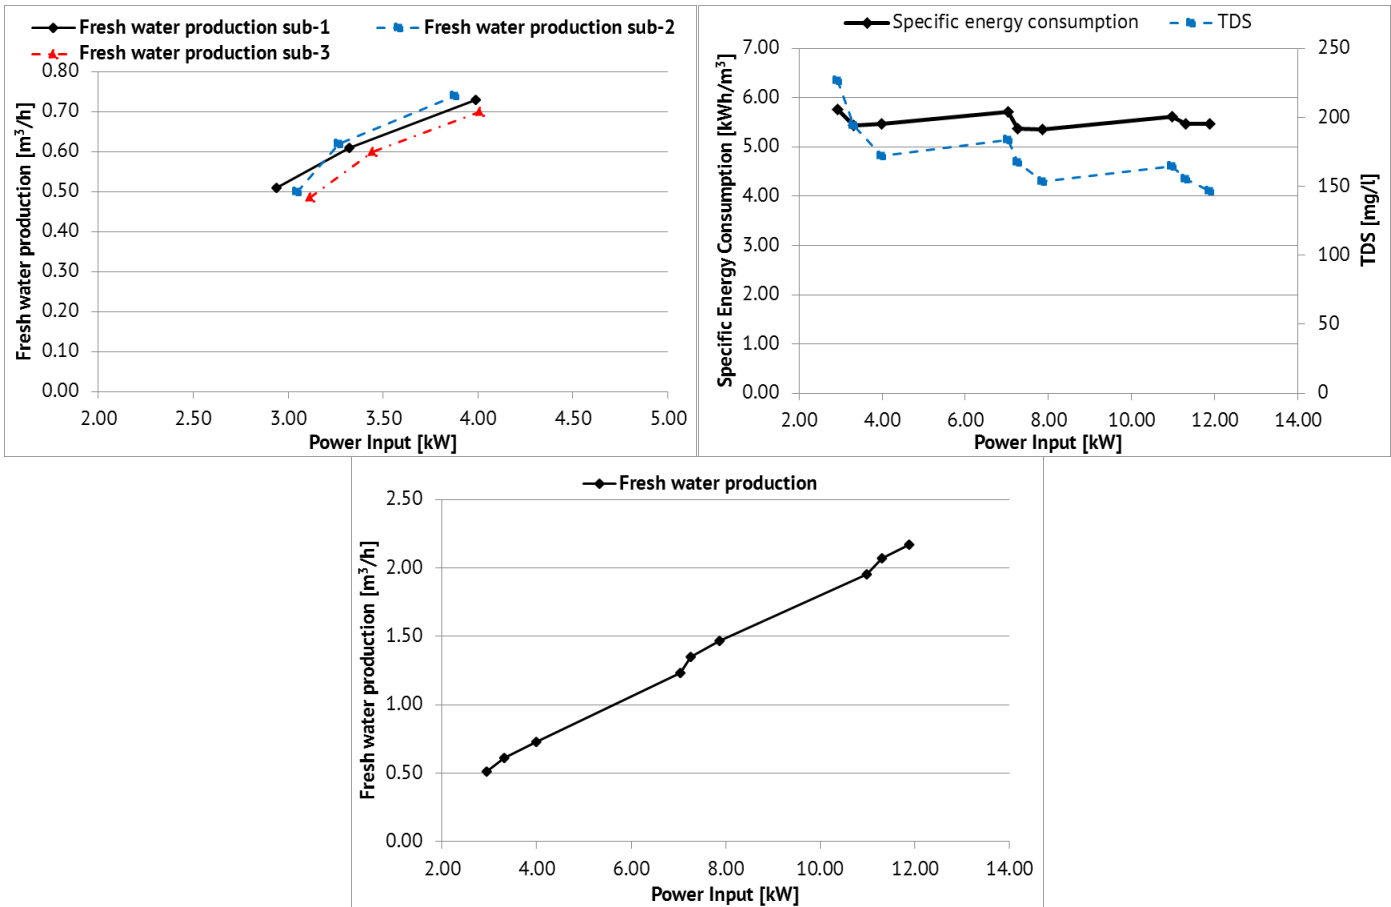 Fresh water production sub-1
Fresh water production sub-2
Fresh water production sub-3
Fresh water production [m³/h]
0.80
0.70
0.60
0.50
0.40
0.30
0.20
0.10
0.00
2.00 2.50 3.00 3.50 4.00 4.50 5.00
Power Input [kW]
Specific energy consumption
TDS
Specific Energy Consumption [kWh/m³]
7.00
6.00
5.00
4.00
3.00
2.00
1.00
0.00
250
200
150
100
50
0
TDS [mg/l]
2.00 4.00 6.00 8.00 10.00 12.00 14.00
Power Input [kW]
Fresh water production
Fresh water production [m³/h]
2.50
2.00
1.50
1.00
0.50
0.00
2.00 4.00 6.00 8.00 10.00 12.00 14.00
Power Input [kW]